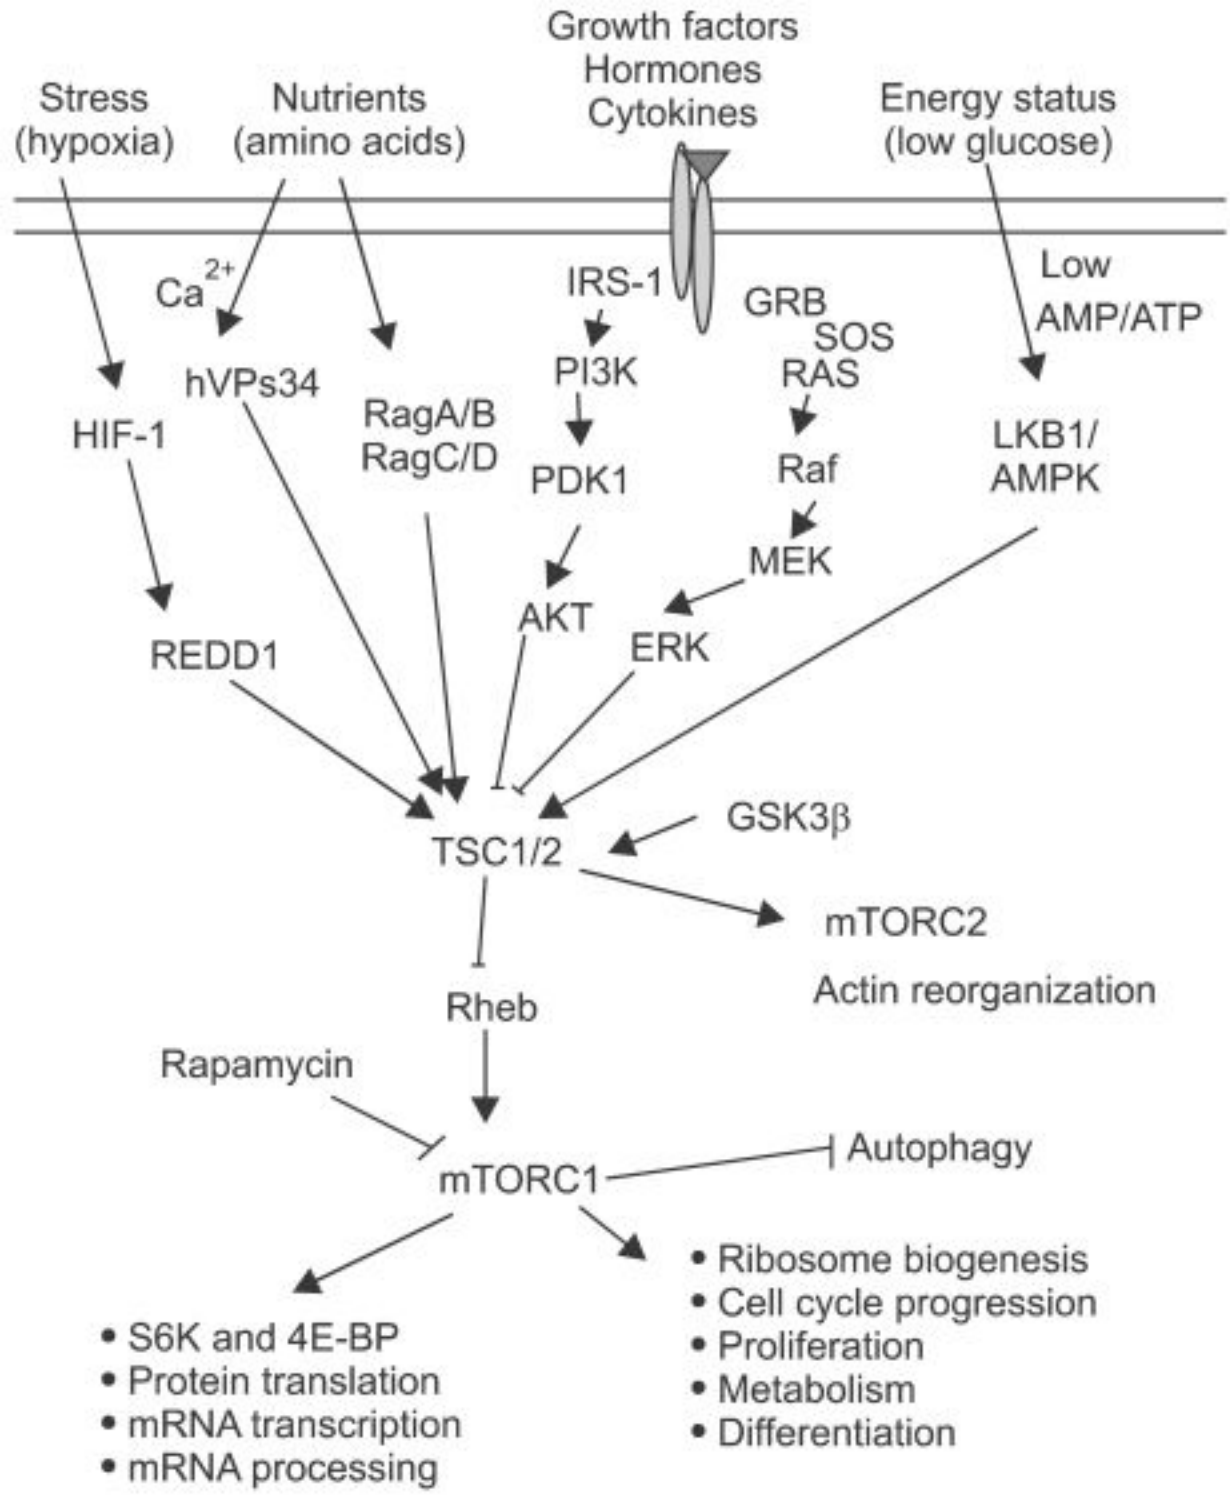 Growth factors
Hormones
Cytokines
Stress
(hypoxia)
Nutrients
(amino acids)
Energy status
(low glucose)
Ca2+
IRS-1
GRB
SOS
Low
AMP/ATP
hVPs34
PI3K
RAS
HIF-1
RagA/B
RagC/D
PDK1
Raf
LKB1/
AMPK
MEK
AKT
ERK
REDD1
GSK3β
TSC1/2
mTORC2
Actin reorganization
Rheb
Rapamycin
mTORC1
Autophagy
• Ribosome biogenesis
• Cell cycle progression
• Proliferation
• Metabolism
• Differentiation
• S6K and 4E-BP
• Protein translation
• mRNA transcription
• mRNA processing